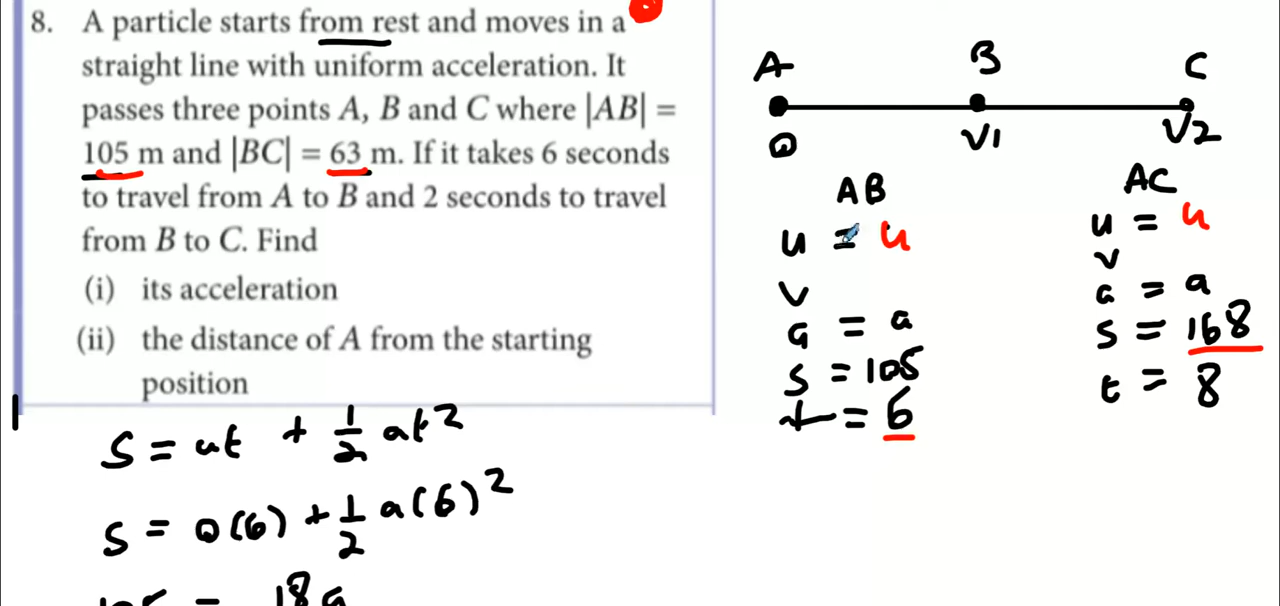 8. A particle starts from rest and moves in a
straight line with uniform acceleration. It
passes three points A, B and C where |AB| =
105 m and |BC| = 63 m. If it takes 6 seconds
to travel from A to B and 2 seconds to travel
from B to C. Find
(i) its acceleration
(ii) the distance of A from the starting
position
S = ut + 1/2 at²
S = 0(6) + 1/2 a(6)²
105 = 18a
A B C
0 V1 V2
AB
u = u
v
a = a
s = 105
t = 6
AC
u = u
v
a = a
s = 168
t = 8